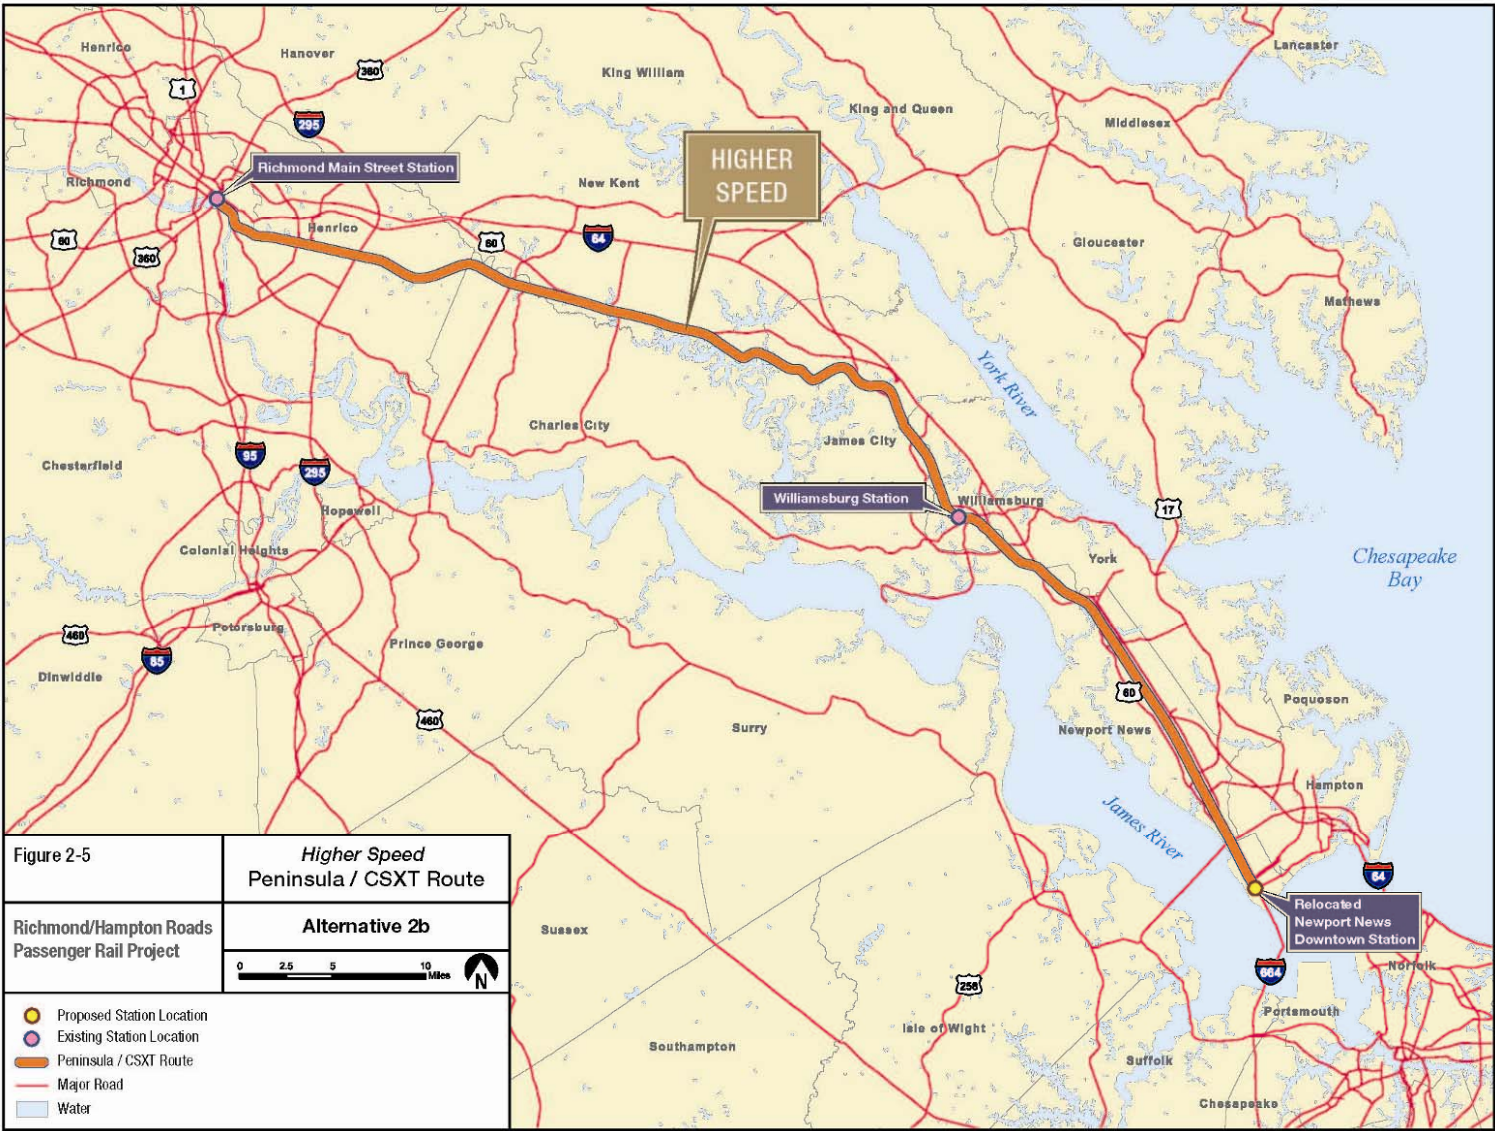 Henrico
Hanover
360
King William
Lancaster
1
King and Queen
295
Middlesex
HIGHER
SPEED
Richmond Main Street Station
Richmond
New Kent
Henrico
60
360
60
64
Gloucester
Mathews
York River
Charles City
James City
Chesterfield
95
295
Williamsburg Station
Williamsburg
17
Hopewell
Colonial Heights
York
Chesapeake
Bay
460
Petersburg
Prince George
85
Dinwiddie
60
Poquoson
460
Surry
Newport News
Hampton
James River
64
Relocated
Newport News
Downtown Station
Sussex
Norfolk
664
258
Portsmouth
Isle of Wight
Southampton
Suffolk
Chesapeake
Figure 2-5
Higher Speed
Peninsula / CSXT Route
Richmond/Hampton Roads
Passenger Rail Project
Alternative 2b
0 2.5 5 10
Miles
N
Proposed Station Location
Existing Station Location
Peninsula / CSXT Route
Major Road
Water